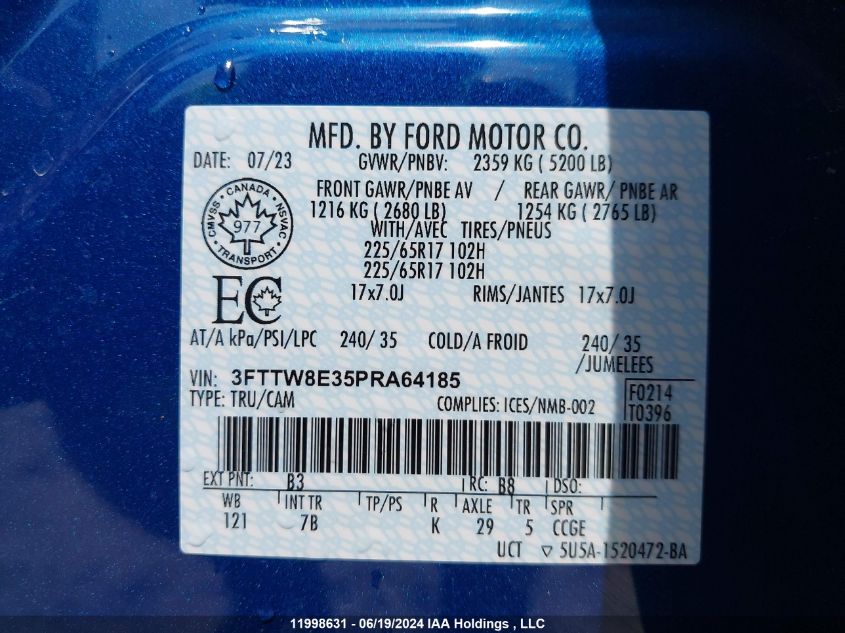 MFD. BY FORD MOTOR CO.
DATE: 07/23 GVWR/PNBV: 2359 KG ( 5200 LB)
FRONT GAWR/PNBE AV / REAR GAWR/ PNBE AR
1216 KG ( 2680 LB) 1254 KG ( 2765 LB)
WITH/AVEC TIRES/PNEUS
225/65R17 102H
225/65R17 102H
17x7.0J RIMS/JANTES 17x7.0J
CANADA
CMVSS NSVAC
977
TRANSPORT
EC
AT/A kPa/PSI/LPC 240/ 35 COLD/A FROID 240/ 35
/JUMELEES
VIN: 3FTTW8E35PRA64185
TYPE: TRU/CAM COMPLIES: ICES/NMB-002
F0214
T0396
EXT PNT: B3 RC: B8 DSO:
WB INT TR TP/PS R AXLE TR SPR
121 7B K 29 5 CCGE
UCT ▽ 5U5A-1520472-BA
11998631 - 06/19/2024 IAA Holdings , LLC